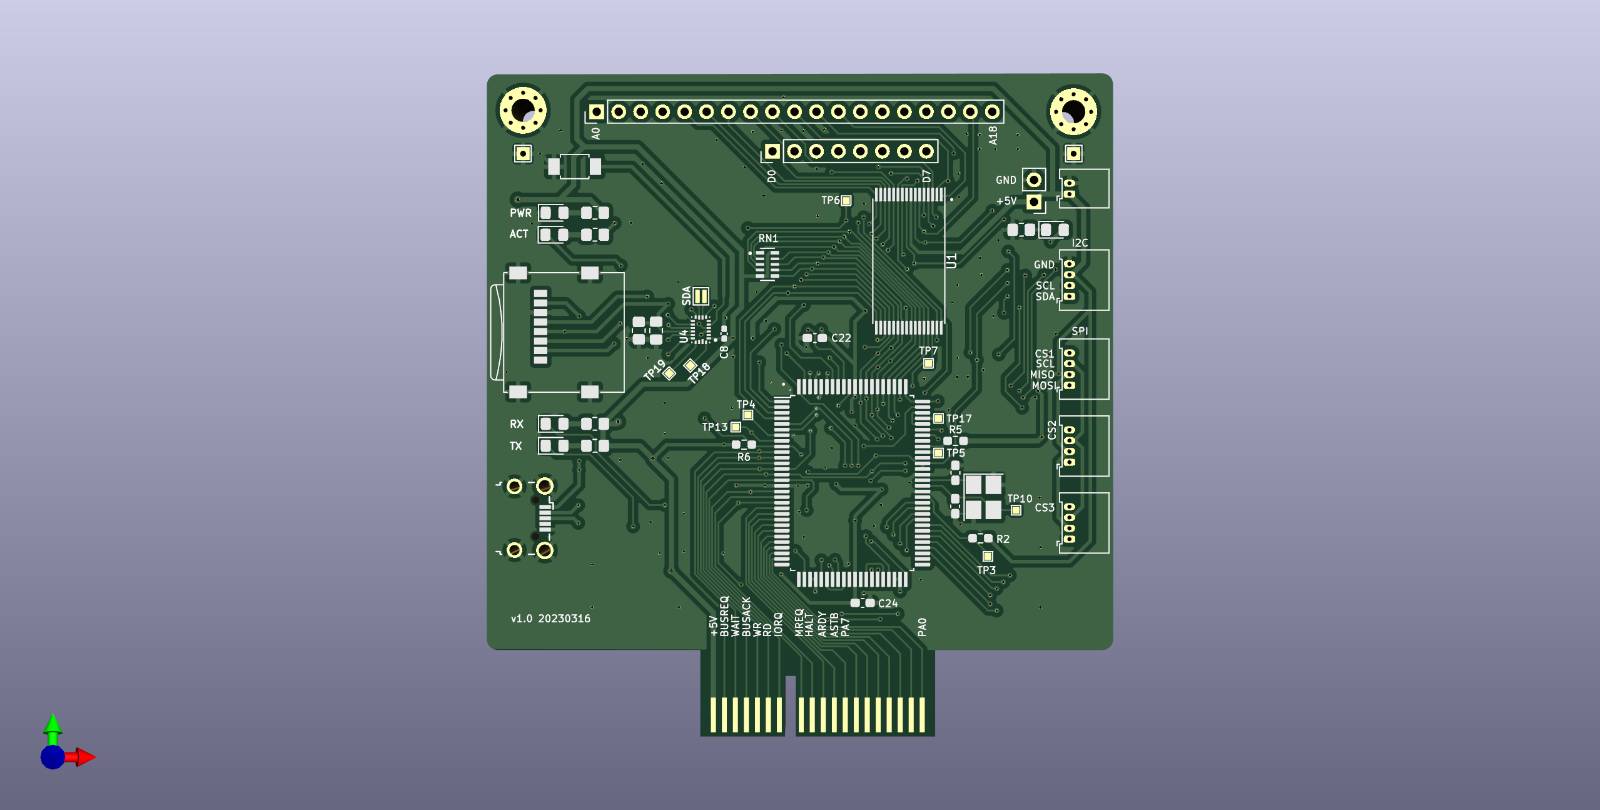 A0
A18
D0
D7
GND
+5V
TP6
PWR
ACT
RN1
I2C
GND
SCL
SDA
U1
SDA
U4
C8
C22
SPI
CS1
SCL
MISO
MOSI
TP7
TP19
TP18
TP4
TP13
R6
RX
TX
TP17
R5
TP5
CS2
TP10
CS3
R2
TP3
C24
v1.0 20230316
+5V
BUSREQ
WAIT
BUSACK
WR
RD
IORQ
MREQ
HALT
ARDY
ASTB
PA7
PA0